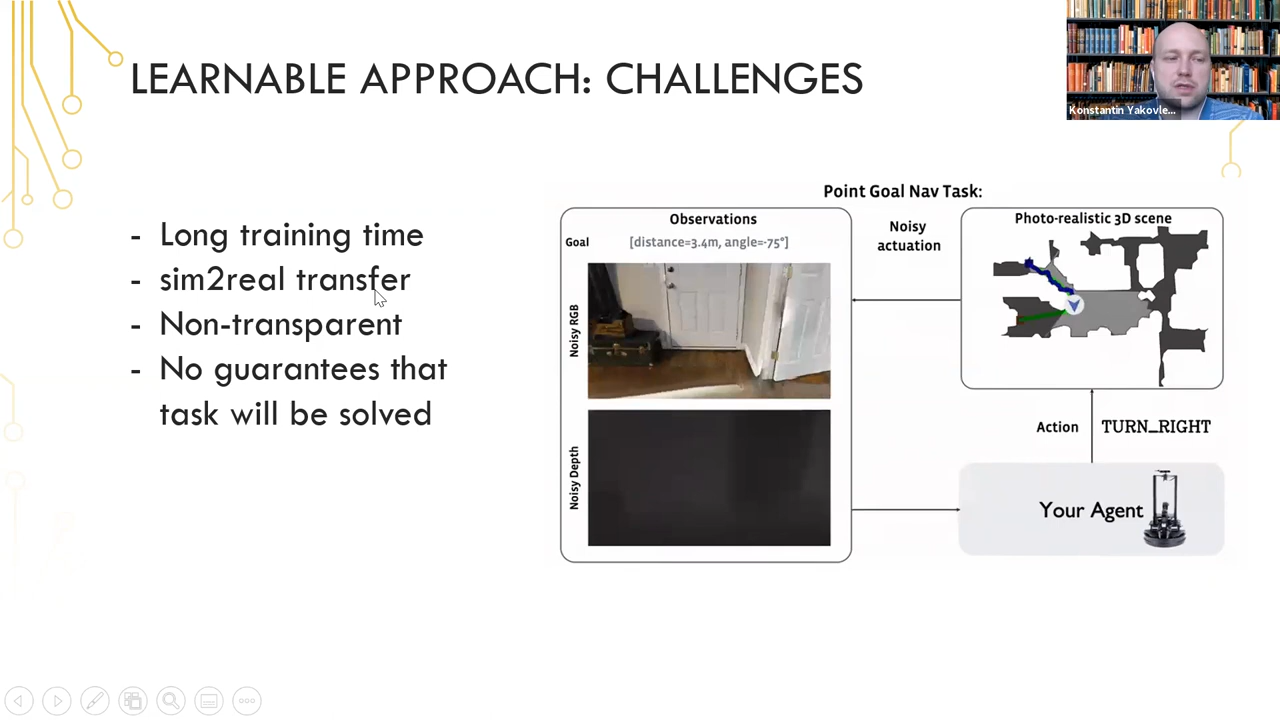 LEARNABLE APPROACH: CHALLENGES
Konstantin Yakovle...
- Long training time
- sim2real transfer
- Non-transparent
- No guarantees that
task will be solved
Point Goal Nav Task:
Observations
Goal [distance=3.4m, angle=-75°]
Noisy RGB
Noisy Depth
Noisy
actuation
Photo-realistic 3D scene
Action TURN_RIGHT
Your Agent